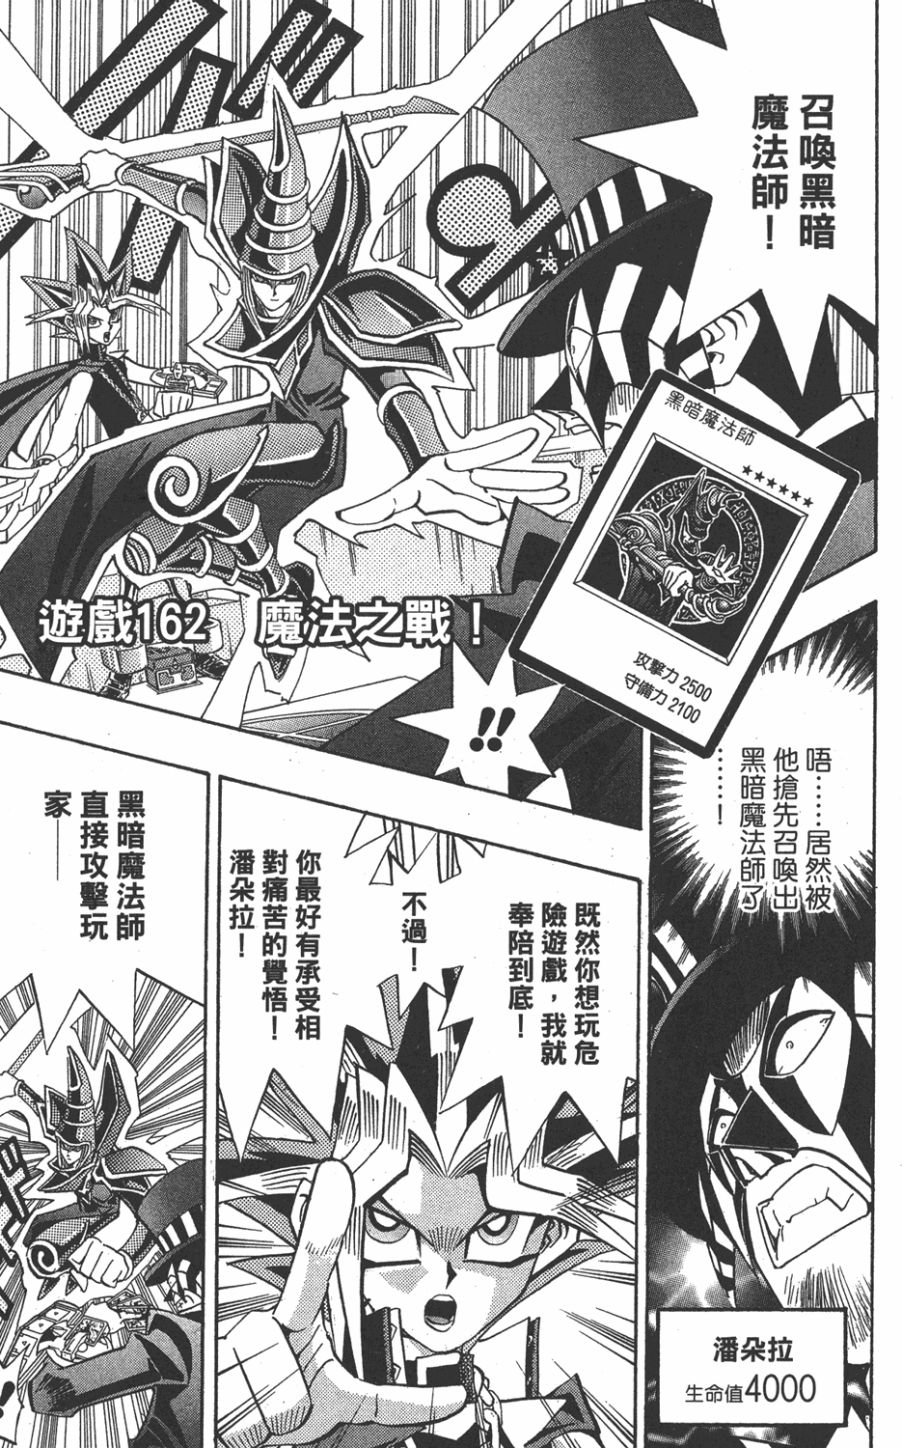 召喚黑暗
魔法師！
黑暗魔法師
攻擊力 2500
守備力 2100
遊戲162 魔法之戰！
!!
唔……居然被
他搶先召喚出
黑暗魔法師了
……！
潘朵拉
生命值4000
既然你想玩危
險遊戲，我就
奉陪到底！
不過！
你最好有承受相
對痛苦的覺悟！
潘朵拉！
黑暗魔法師
直接攻擊玩
家──